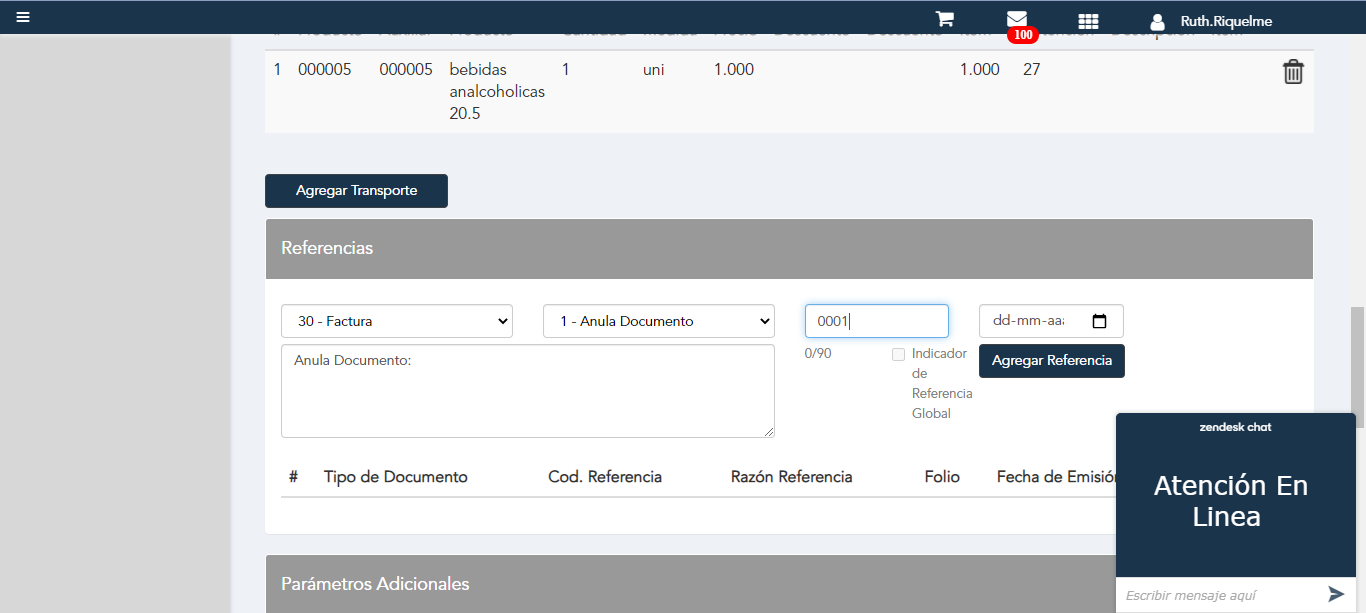 Ruth.Riquelme
100
1 000005 000005 bebidas 1 uni 1.000 1.000 27
analcoholicas
20.5
Agregar Transporte
Referencias
30 - Factura 1 - Anula Documento 0001 dd-mm-aaa
Anula Documento: 0/90 Indicador Agregar Referencia
de
Referencia
Global
# Tipo de Documento Cod. Referencia Razón Referencia Folio Fecha de Emisión
Parámetros Adicionales
zendesk chat
Atención En
Linea
Escribir mensaje aquí